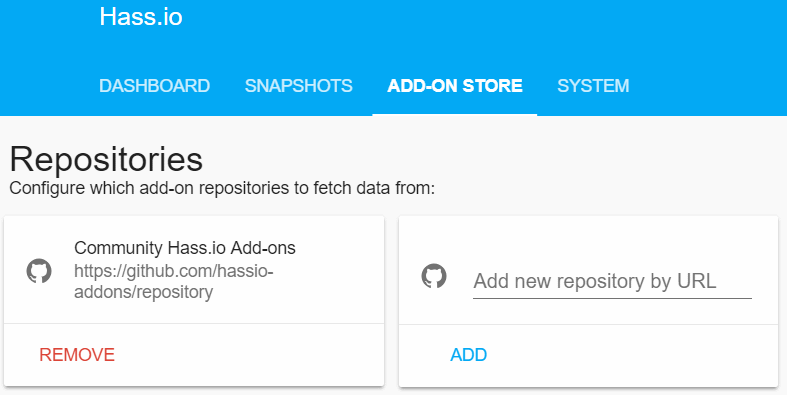 Hass.io
DASHBOARD SNAPSHOTS ADD-ON STORE SYSTEM
Repositories
Configure which add-on repositories to fetch data from:
Community Hass.io Add-ons
https://github.com/hassio-
addons/repository
REMOVE
Add new repository by URL
ADD